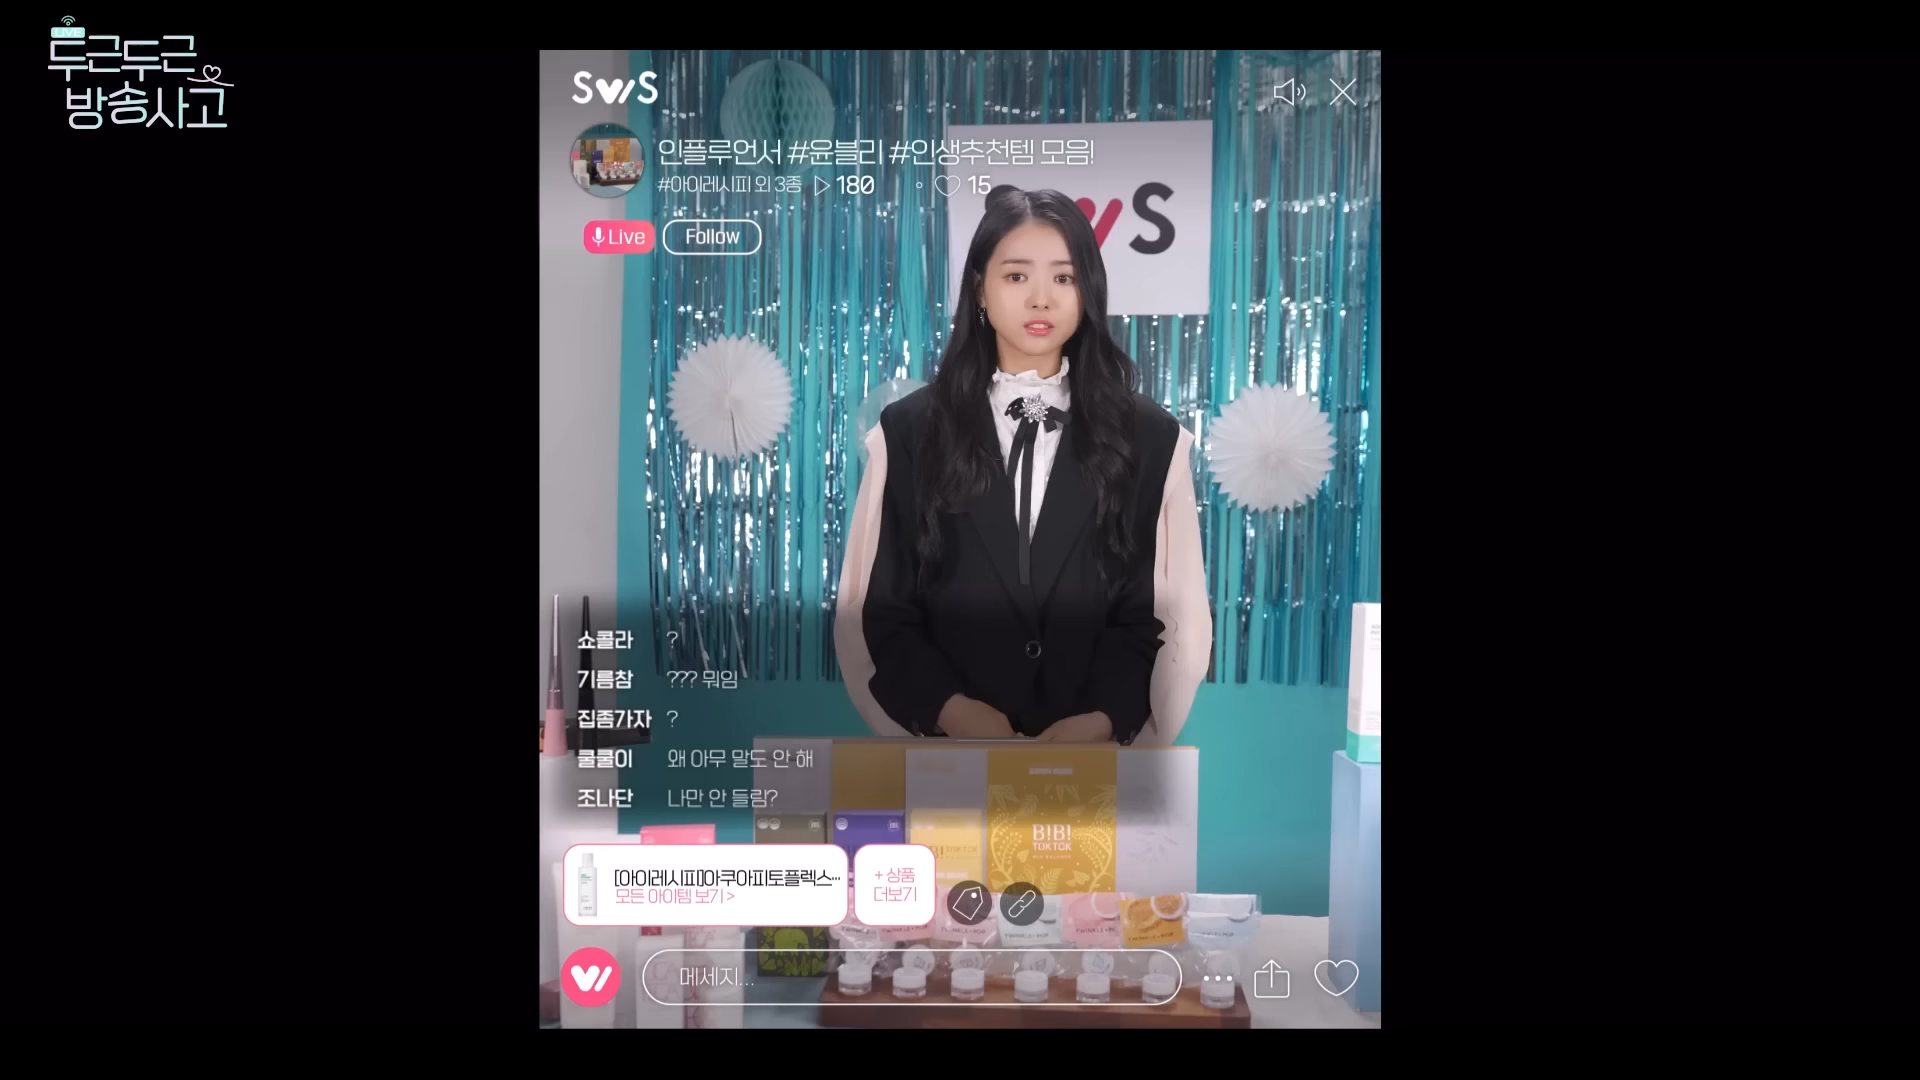 LIVE
두근두근
방송사고
SWS
인플루언서 #윤블리 #인생추천템 모음!
#아이레시피 외 3종 180 15
S
Live Follow
쇼콜라 ?
기름참 ??? 뭐임
집좀가자 ?
쿨쿨이 왜 아무 말도 안 해
조나단 나만 안 들림?
B!B!
TOKTOK
[아이레시피]아쿠아피토플렉스...
모든 아이템 보기 >
+ 상품
더보기
메세지...